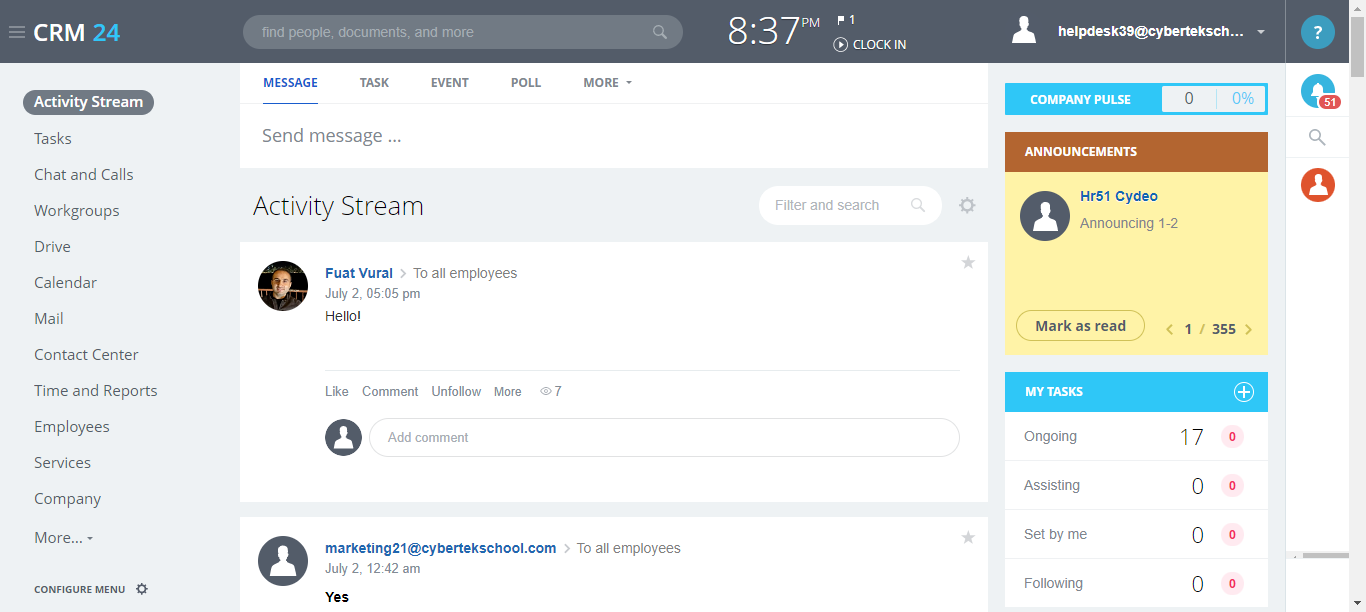 CRM 24
find people, documents, and more
8:37 PM
1
CLOCK IN
helpdesk39@cyberteksch...
?
51
Activity Stream
Tasks
Chat and Calls
Workgroups
Drive
Calendar
Mail
Contact Center
Time and Reports
Employees
Services
Company
More...
CONFIGURE MENU
MESSAGE TASK EVENT POLL MORE
Send message ...
Activity Stream
Filter and search
Fuat Vural To all employees
July 2, 05:05 pm
Hello!
Like Comment Unfollow More 7
Add comment
marketing21@cybertekschool.com To all employees
July 2, 12:42 am
Yes
COMPANY PULSE 0 0%
ANNOUNCEMENTS
Hr51 Cydeo
Announcing 1-2
Mark as read 1 / 355
MY TASKS
Ongoing 17 0
Assisting 0 0
Set by me 0 0
Following 0 0